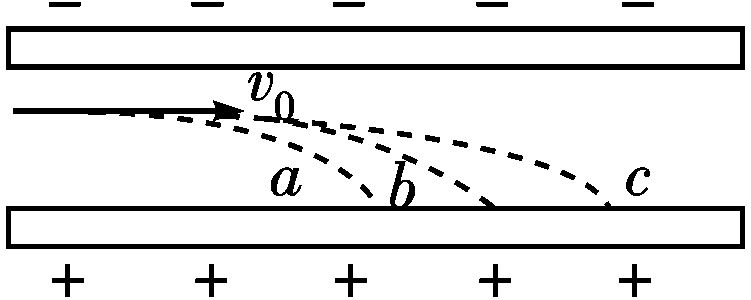 − − − − −
v₀
a b c
+ + + + +